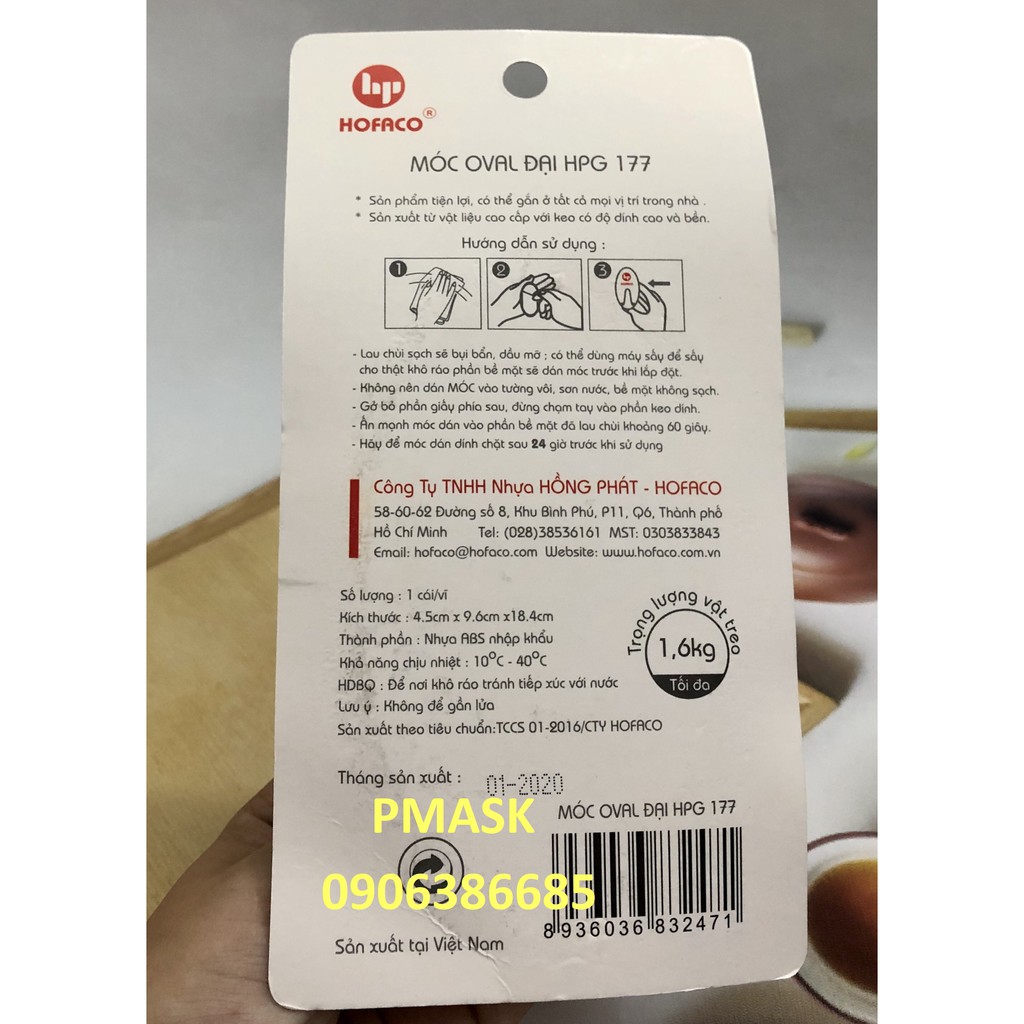 hp
HOFACO®
MÓC OVAL ĐẠI HPG 177
* Sản phẩm tiện lợi, có thể gắn ở tất cả mọi vị trí trong nhà .
* Sản xuất từ vật liệu cao cấp với keo có độ dính cao và bền.
Hướng dẫn sử dụng :
1 2 3
- Lau chùi sạch sẽ bụi bẩn, dầu mỡ ; có thể dùng máy sấy để sấy
cho thật khô ráo phần bề mặt sẽ dán móc trước khi lắp đặt.
- Không nên dán MÓC vào tường vôi, sơn nước, bề mặt không sạch.
- Gở bỏ phần giấy phía sau, đừng chạm tay vào phần keo dính.
- Ấn mạnh móc dán vào phần bề mặt đã lau chùi khoảng 60 giây.
- Hãy để móc dán dính chặt sau 24 giờ trước khi sử dụng
Công Ty TNHH Nhựa HỒNG PHÁT - HOFACO
58-60-62 Đường số 8, Khu Bình Phú, P11, Q6, Thành phố
Hồ Chí Minh Tel: (028)38536161 MST: 0303833843
Email: hofaco@hofaco.com Website: www.hofaco.com.vn
Số lượng : 1 cái/vĩ
Kích thước : 4.5cm x 9.6cm x18.4cm
Thành phần : Nhựa ABS nhập khẩu
Khả năng chịu nhiệt : 10°C - 40°C
HDBQ : Để nơi khô ráo tránh tiếp xúc với nước
Lưu ý : Không để gần lửa
Sản xuất theo tiêu chuẩn:TCCS 01-2016/CTY HOFACO
Trọng lượng vật treo
1,6kg
Tối đa
Tháng sản xuất : 01-2020
PMASK
MÓC OVAL ĐẠI HPG 177
0906386685
8 936036 832471
Sản xuất tại Việt Nam